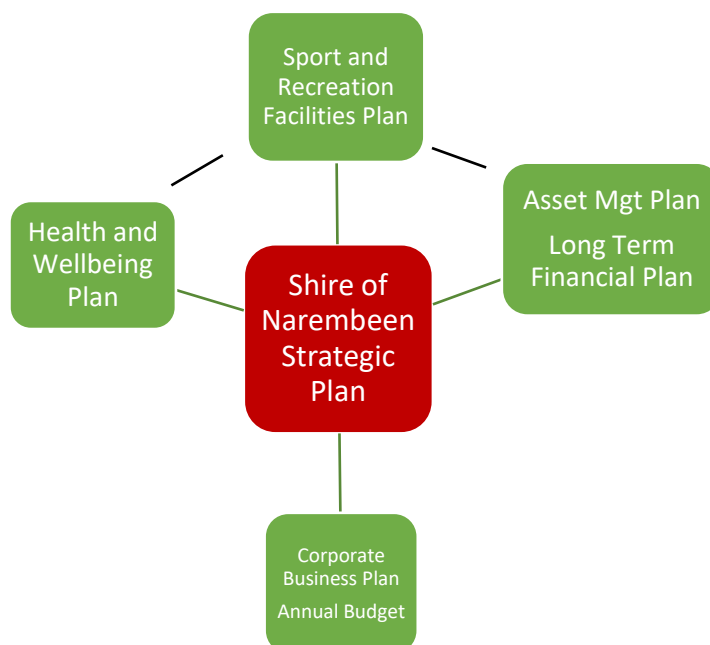 Sport and
Recreation
Facilities Plan
Health and
Wellbeing
Plan
Asset Mgt Plan
Long Term
Financial Plan
Shire of
Narembeen
Strategic
Plan
Corporate
Business Plan
Annual Budget